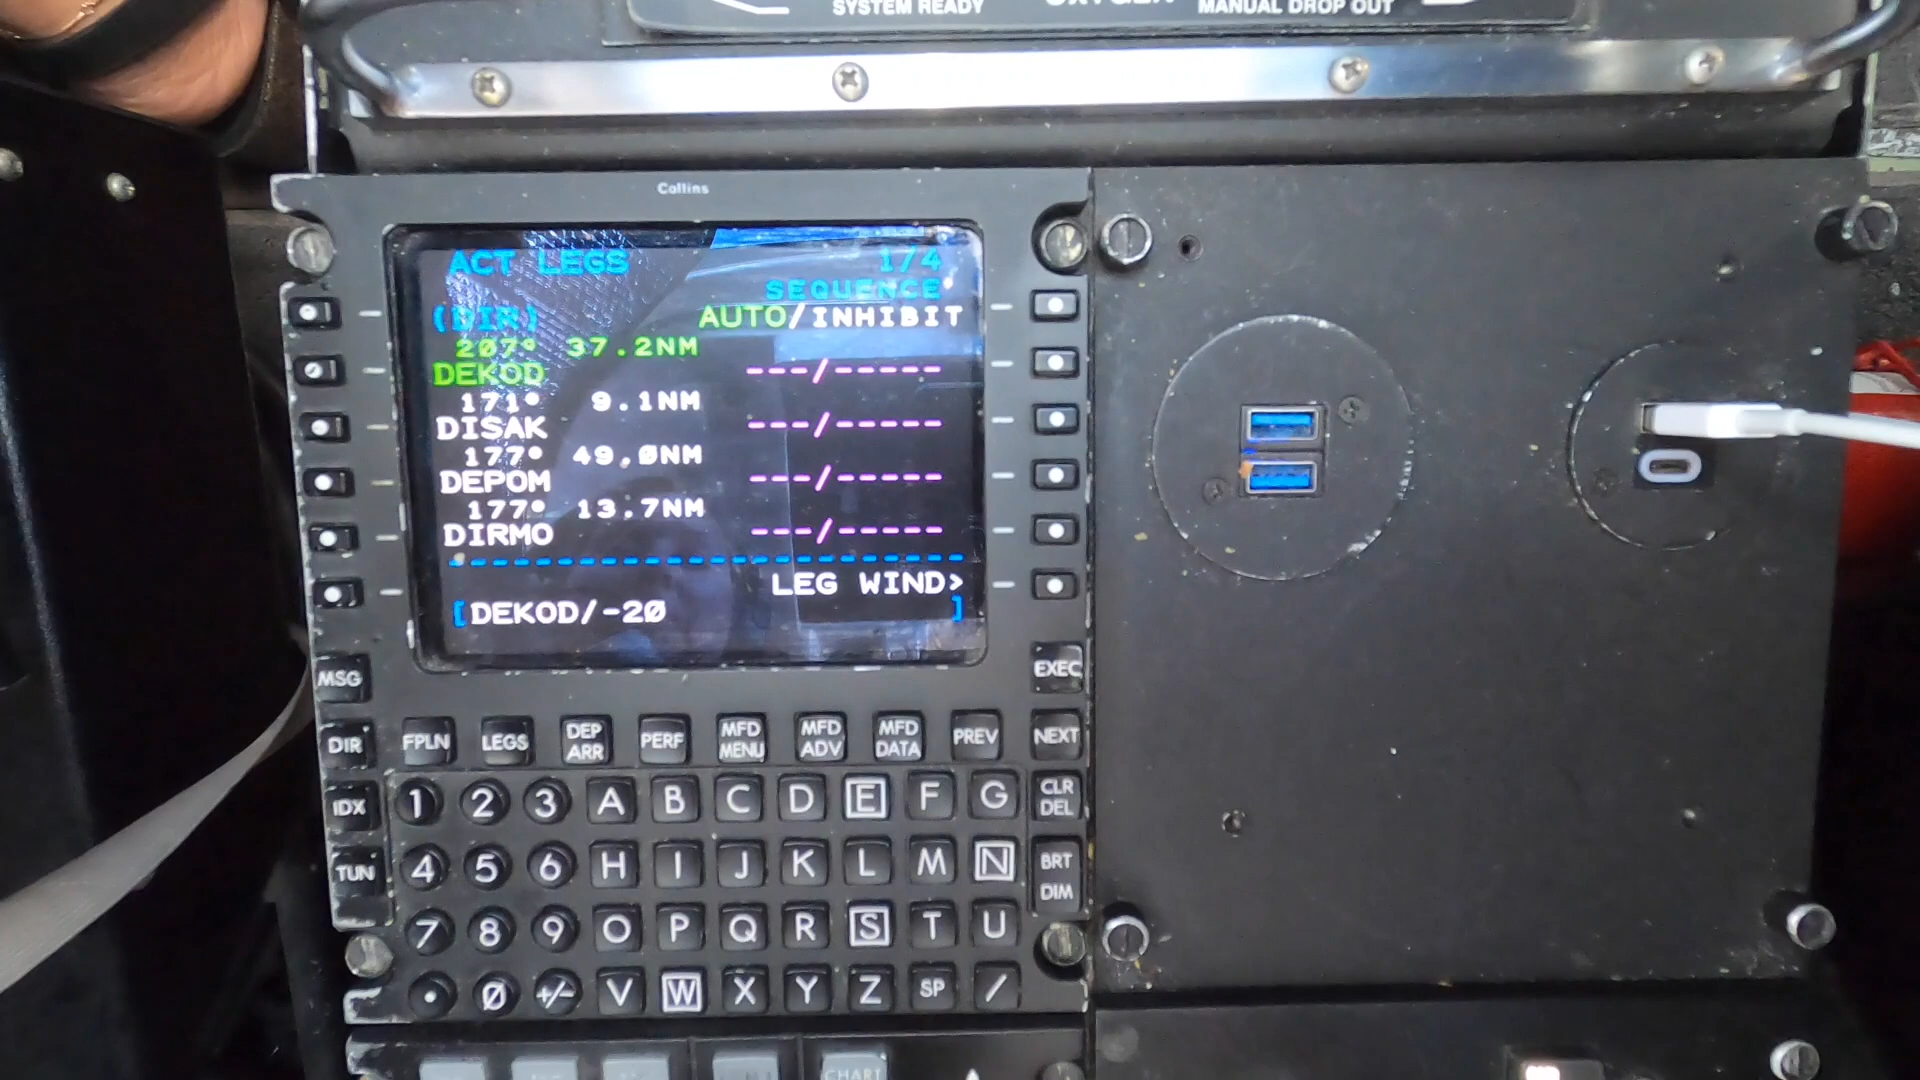 SYSTEM READY
MANUAL DROP OUT
Collins
ACT LEGS 1/4
SEQUENCE
(DIR) AUTO/INHIBIT
207° 37.2NM
DEKOD ---/-----
171° 9.1NM
DISAK ---/-----
177° 49.0NM
DEPOM ---/-----
177° 13.7NM
DIRMO ---/-----
LEG WIND>
[DEKOD/-20 ]
MSG EXEC
DIR FPLN LEGS DEP ARR PERF MFD MENU MFD ADV MFD DATA PREV NEXT
IDX 1 2 3 A B C D E F G CLR DEL
TUN 4 5 6 H I J K L M N BRT DIM
7 8 9 O P Q R S T U
. 0 +/- V W X Y Z SP /
CHART